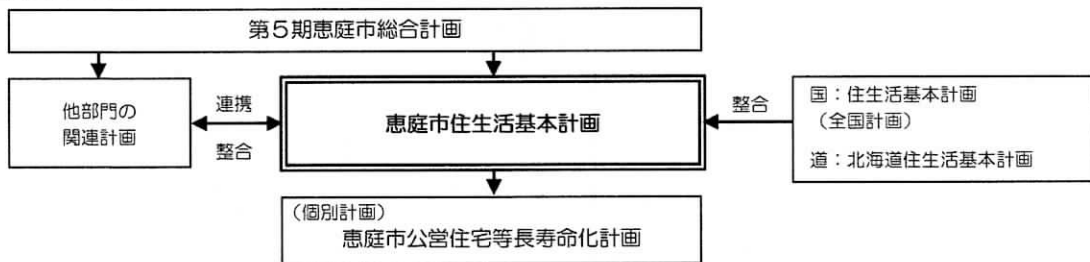 第5期恵庭市総合計画
他部門の
関連計画
連携
整合
恵庭市住生活基本計画
整合
国：住生活基本計画
（全国計画）
道：北海道住生活基本計画
（個別計画）
恵庭市公営住宅等長寿命化計画